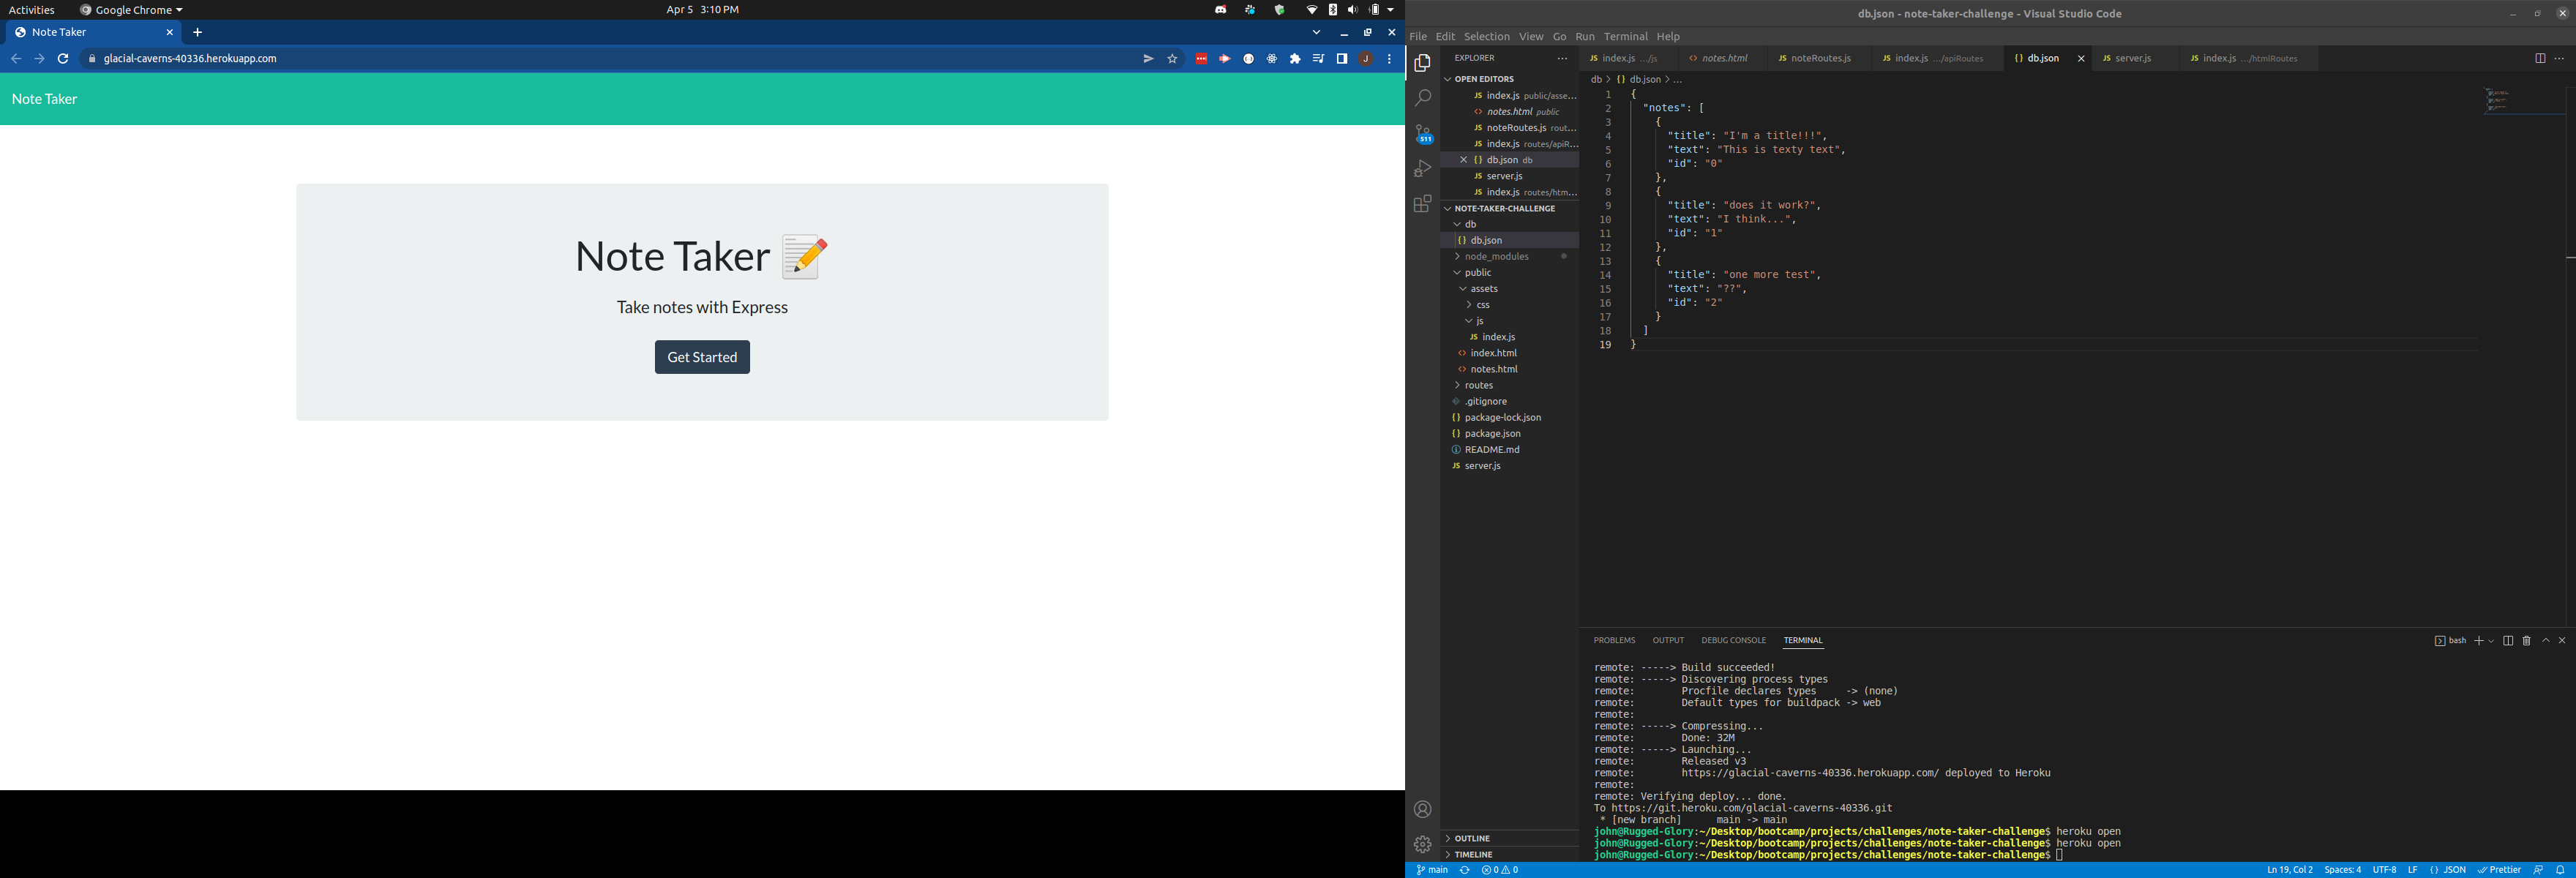 Activities Google Chrome Apr 5 3:10 PM
Note Taker
glacial-caverns-40336.herokuapp.com J
Note Taker
Note Taker
Take notes with Express
Get Started
db.json - note-taker-challenge - Visual Studio Code
File Edit Selection View Go Run Terminal Help
EXPLORER
OPEN EDITORS
JS index.js public/asse...
<> notes.html public
JS noteRoutes.js rout...
JS index.js routes/apiR...
{} db.json db
JS server.js
JS index.js routes/htm...
NOTE-TAKER-CHALLENGE
db
{} db.json
node_modules
public
assets
css
js
JS index.js
<> index.html
<> notes.html
routes
.gitignore
{} package-lock.json
{} package.json
README.md
JS server.js
OUTLINE
TIMELINE
511
JS index.js .../js <> notes.html JS noteRoutes.js JS index.js .../apiRoutes {} db.json JS server.js JS index.js .../htmlRoutes
db > {} db.json > ...
1 {
2 "notes": [
3 {
4 "title": "I'm a title!!!",
5 "text": "This is texty text",
6 "id": "0"
7 },
8 {
9 "title": "does it work?",
10 "text": "I think...",
11 "id": "1"
12 },
13 {
14 "title": "one more test",
15 "text": "??",
16 "id": "2"
17 }
18 ]
19 }
PROBLEMS OUTPUT DEBUG CONSOLE TERMINAL bash
remote: -----> Build succeeded!
remote: -----> Discovering process types
remote: Procfile declares types -> (none)
remote: Default types for buildpack -> web
remote:
remote: -----> Compressing...
remote: Done: 32M
remote: -----> Launching...
remote: Released v3
remote: https://glacial-caverns-40336.herokuapp.com/ deployed to Heroku
remote:
remote: Verifying deploy... done.
To https://git.heroku.com/glacial-caverns-40336.git
* [new branch] main -> main
john@Rugged-Glory:~/Desktop/bootcamp/projects/challenges/note-taker-challenge$ heroku open
john@Rugged-Glory:~/Desktop/bootcamp/projects/challenges/note-taker-challenge$ heroku open
john@Rugged-Glory:~/Desktop/bootcamp/projects/challenges/note-taker-challenge$
main 0 0 Ln 19, Col 2 Spaces: 4 UTF-8 LF {} JSON Prettier